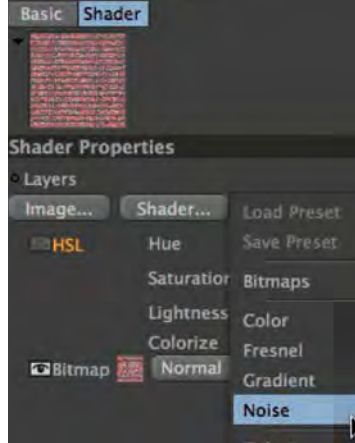 Basic Shader
Shader Properties
Layers
Image... Shader... Load Preset
HSL Hue Save Preset
Saturation Bitmaps
Lightness Color
Colorize Fresnel
Bitmap Normal Gradient
Noise